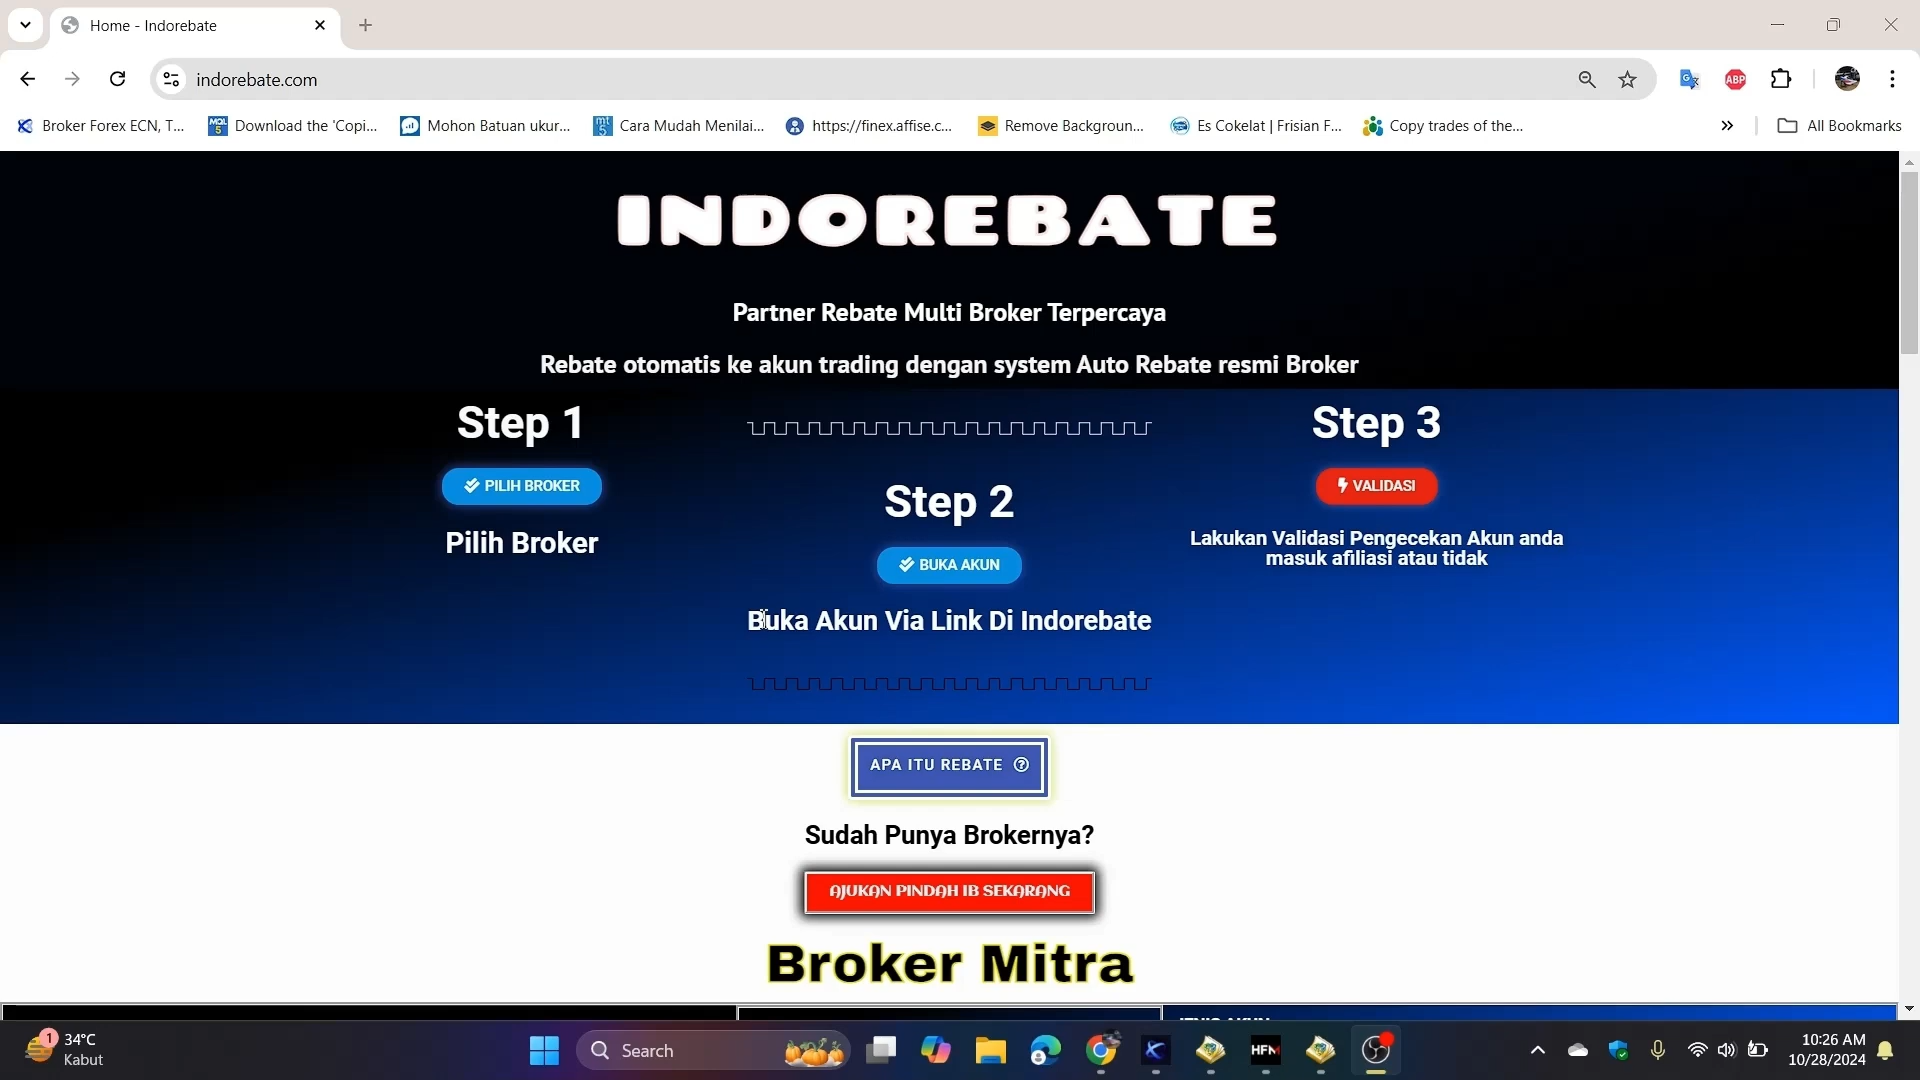 Home - Indorebate
indorebate.com
Broker Forex ECN, T...
Download the 'Copi...
Mohon Batuan ukur...
Cara Mudah Menilai...
https://finex.affise.c...
Remove Backgroun...
Es Cokelat | Frisian F...
Copy trades of the...
All Bookmarks
INDOREBATE
Partner Rebate Multi Broker Terpercaya
Rebate otomatis ke akun trading dengan system Auto Rebate resmi Broker
Step 1
PILIH BROKER
Pilih Broker
Step 2
BUKA AKUN
Buka Akun Via Link Di Indorebate
Step 3
VALIDASI
Lakukan Validasi Pengecekan Akun anda
masuk afiliasi atau tidak
APA ITU REBATE
Sudah Punya Brokernya?
AJUKAN PINDAH IB SEKARANG
Broker Mitra
1
34°C
Kabut
Search
HFM
10:26 AM
10/28/2024